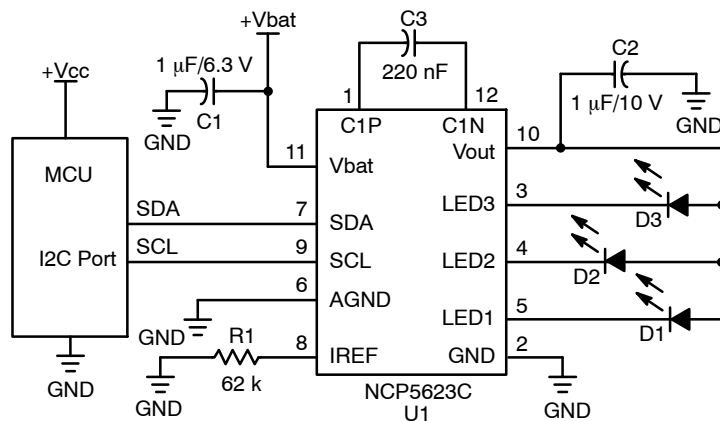 +Vbat
C3
C2
+Vcc
1 µF/6.3 V
220 nF
1
12
1 µF/10 V
GND
C1
C1P
C1N
10
GND
MCU
11
Vbat
Vout
SDA
7
SDA
LED3
3
D3
I2C Port
SCL
9
SCL
LED2
4
D2
6
AGND
GND
LED1
5
D1
R1
8
IREF
GND
2
GND
62 k
GND
NCP5623C
U1
GND